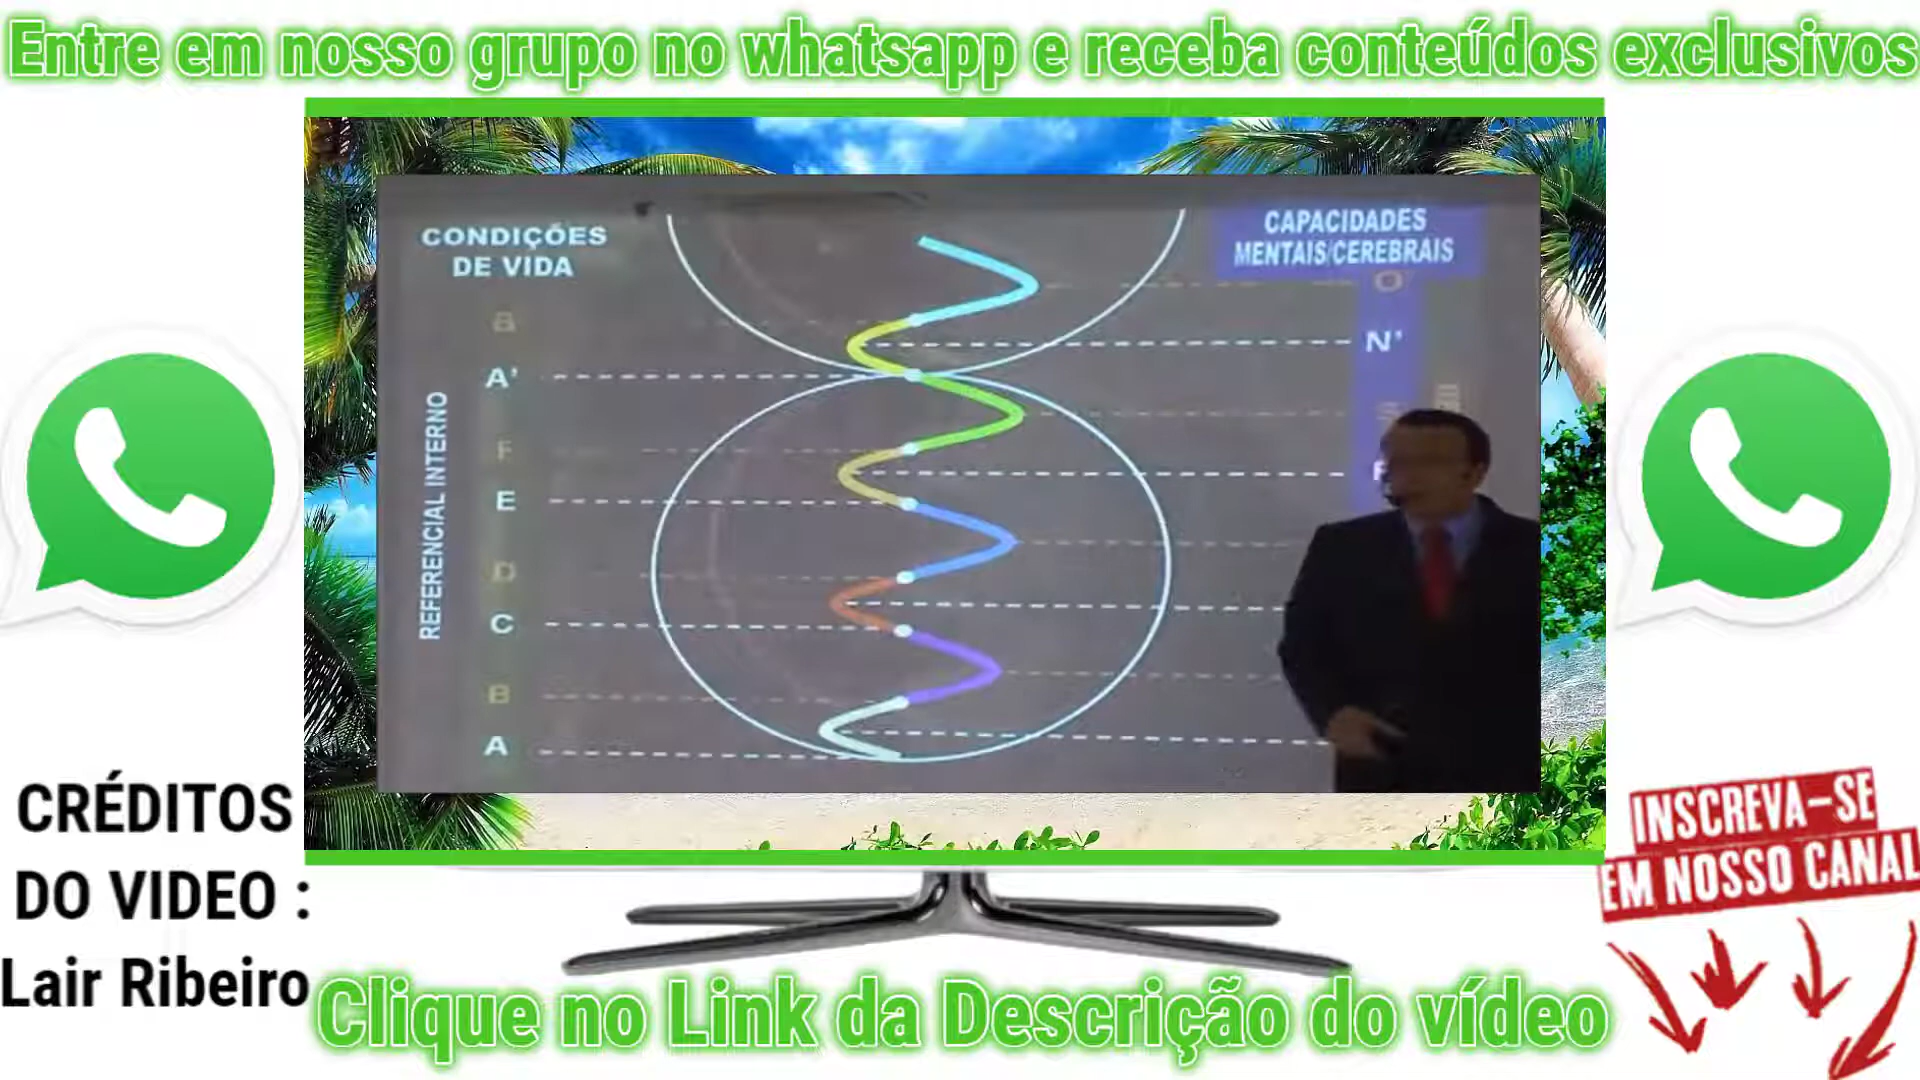 Entre em nosso grupo no whatsapp e receba conteúdos exclusivos
CONDIÇÕES
DE VIDA
CAPACIDADES
MENTAIS/CEREBRAIS
O'
B'
N'
A'
S
F
E
D
C
B
A
REFERENCIAL INTERNO
CRÉDITOS
DO VIDEO :
Lair Ribeiro
INSCREVA-SE
EM NOSSO CANAL
Clique no Link da Descrição do vídeo